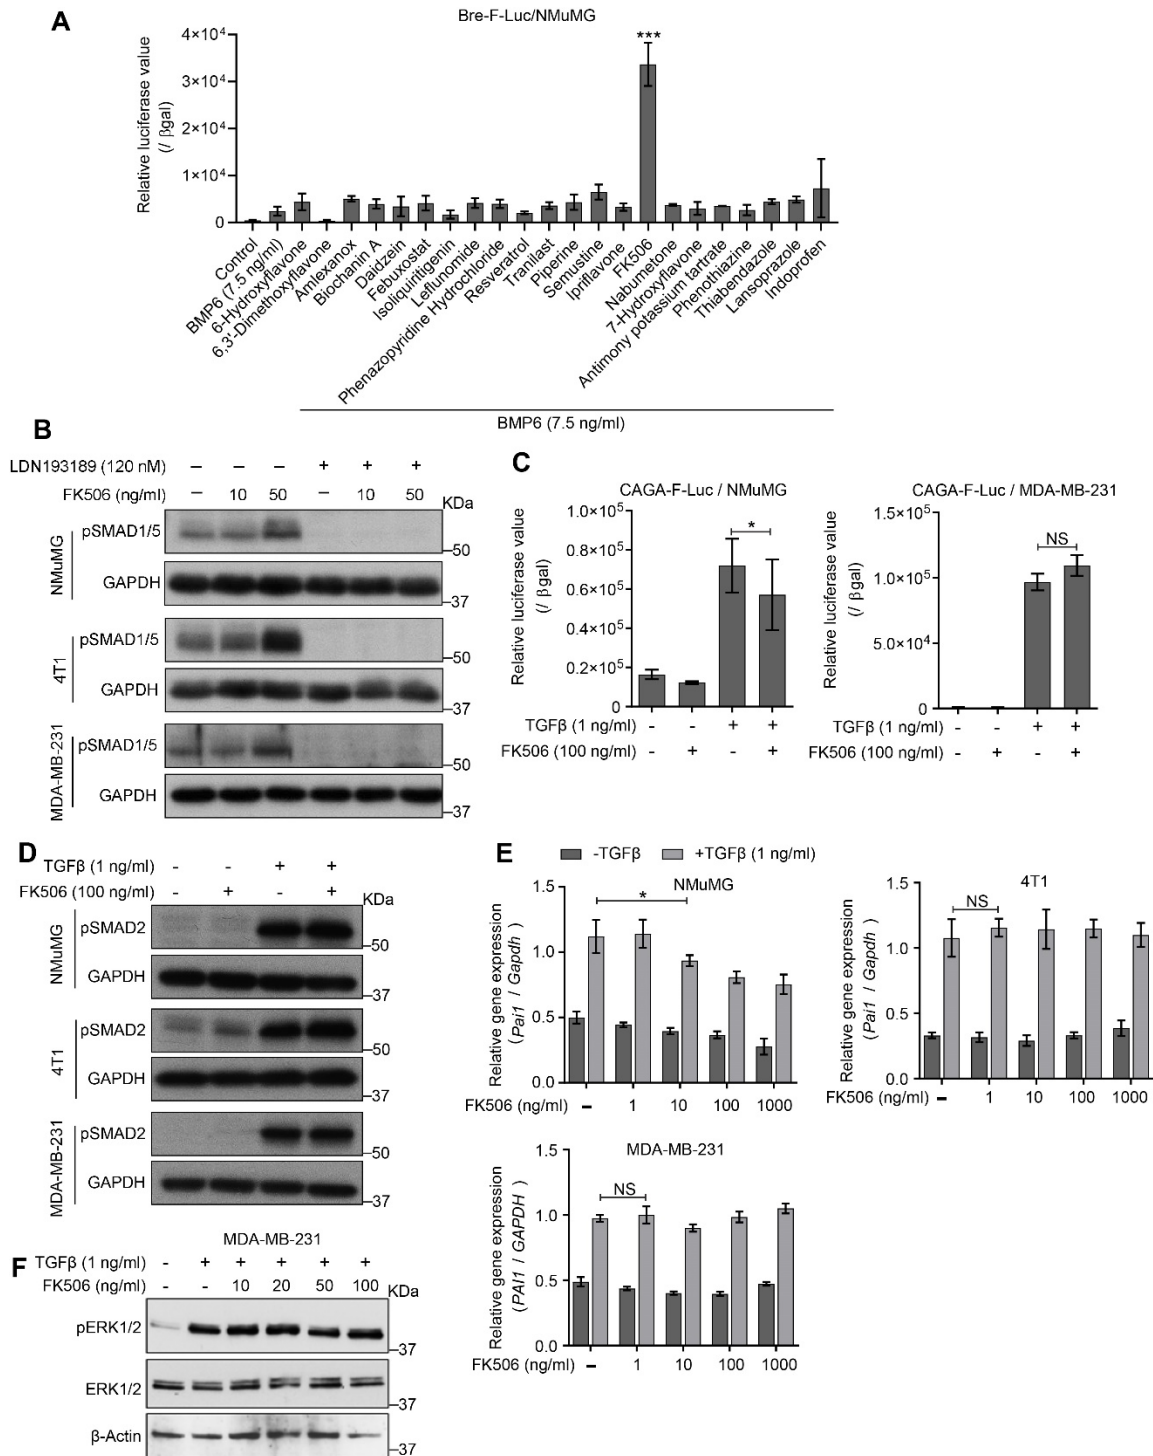 A
Bre-F-Luc/NMuMG
Relative luciferase value
(/ βgal)
4×10⁴
3×10⁴
2×10⁴
1×10⁴
0
***
Control
BMP6 (7.5 ng/ml)
6-Hydroxyflavone
6,3'-Dimethoxyflavone
Amlexanox
Biochanin A
Daidzein
Febuxostat
Isoliquiritigenin
Leflunomide
Phenazopyridine Hydrochloride
Resveratrol
Tranilast
Piperine
Semustine
Ipriflavone
FK506
Nabumetone
7-Hydroxyflavone
Antimony potassium tartrate
Phenothiazine
Thiabendazole
Lansoprazole
Indoprofen
BMP6 (7.5 ng/ml)
B
LDN193189 (120 nM) – – – + + +
FK506 (ng/ml) – 10 50 – 10 50
KDa
NMuMG
pSMAD1/5
50
GAPDH
37
4T1
pSMAD1/5
50
GAPDH
37
MDA-MB-231
pSMAD1/5
50
GAPDH
37
C
CAGA-F-Luc / NMuMG
Relative luciferase value
(/ βgal)
1.0×10⁵
0.8×10⁵
0.6×10⁵
0.4×10⁵
0.2×10⁵
0
*
TGFβ (1 ng/ml) - - + +
FK506 (100 ng/ml) - + - +
CAGA-F-Luc / MDA-MB-231
Relative luciferase value
(/ βgal)
1.5×10⁵
1.0×10⁵
5.0×10⁴
0
NS
TGFβ (1 ng/ml) - - + +
FK506 (100 ng/ml) - + - +
D
TGFβ (1 ng/ml) - - + +
FK506 (100 ng/ml) - + - +
KDa
NMuMG
pSMAD2
50
GAPDH
37
4T1
pSMAD2
50
GAPDH
37
MDA-MB-231
pSMAD2
50
GAPDH
37
E
-TGFβ +TGFβ (1 ng/ml)
NMuMG
Relative gene expression
(Pai1 / Gapdh )
1.5
1.0
0.5
0.0
*
FK506 (ng/ml) – 1 10 100 1000
4T1
Relative gene expression
(Pai1 / Gapdh )
1.5
1.0
0.5
0.0
NS
FK506 (ng/ml) – 1 10 100 1000
MDA-MB-231
Relative gene expression
(PAI1 / GAPDH )
1.5
1.0
0.5
0.0
NS
FK506 (ng/ml) – 1 10 100 1000
F
MDA-MB-231
TGFβ (1 ng/ml) - + + + + +
FK506 (ng/ml) - - 10 20 50 100
KDa
pERK1/2
37
ERK1/2
37
β-Actin
37